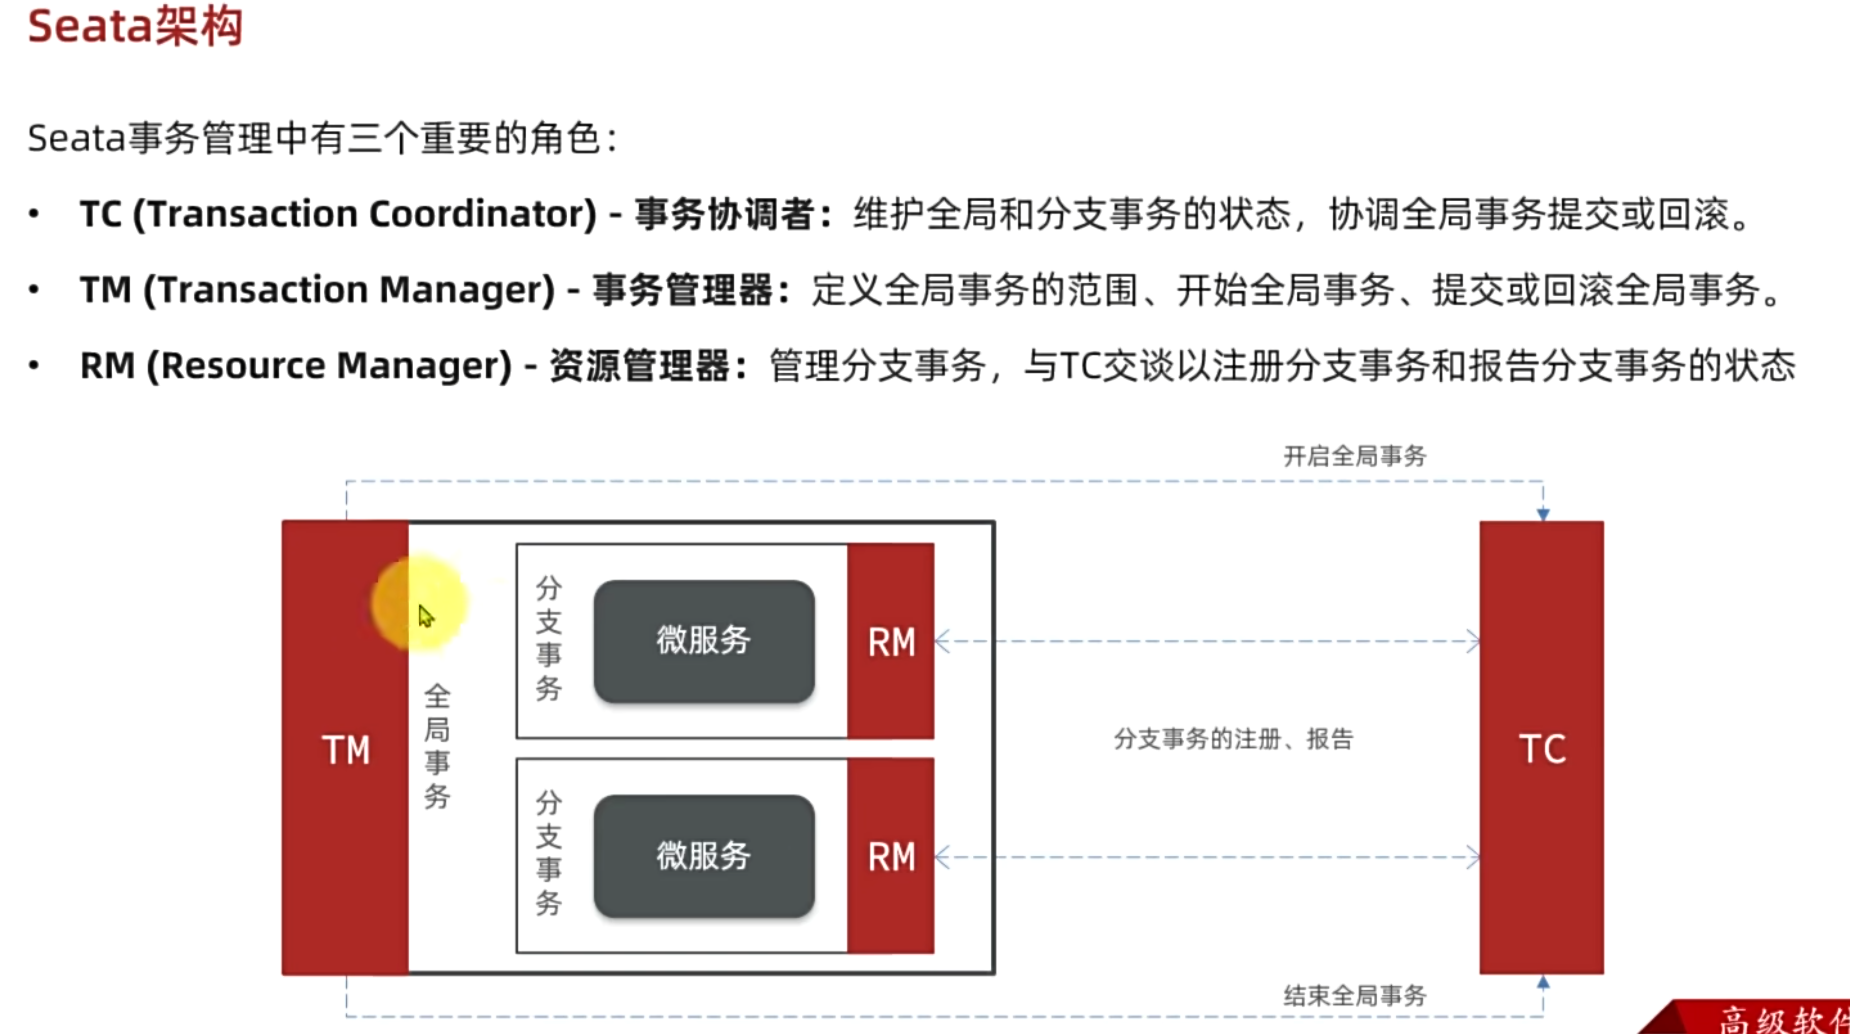 Seata架构
Seata事务管理中有三个重要的角色：
• TC (Transaction Coordinator) - 事务协调者：维护全局和分支事务的状态，协调全局事务提交或回滚。
• TM (Transaction Manager) - 事务管理器：定义全局事务的范围、开始全局事务、提交或回滚全局事务。
• RM (Resource Manager) - 资源管理器：管理分支事务，与TC交谈以注册分支事务和报告分支事务的状态
开启全局事务
TM
全局事务
分支事务
微服务
RM
分支事务的注册、报告
TC
分支事务
微服务
RM
结束全局事务
高级软件